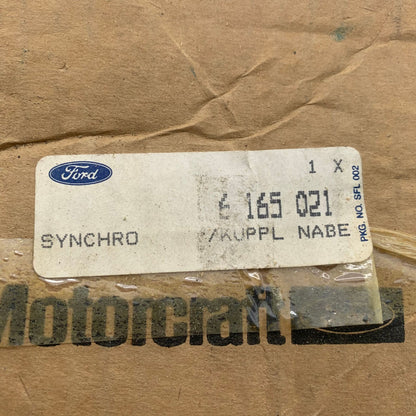 Ford
1 X
6 165 021
SYNCHRO /KUPPL NABE
PKG NO. SFL 002
Motorcraft